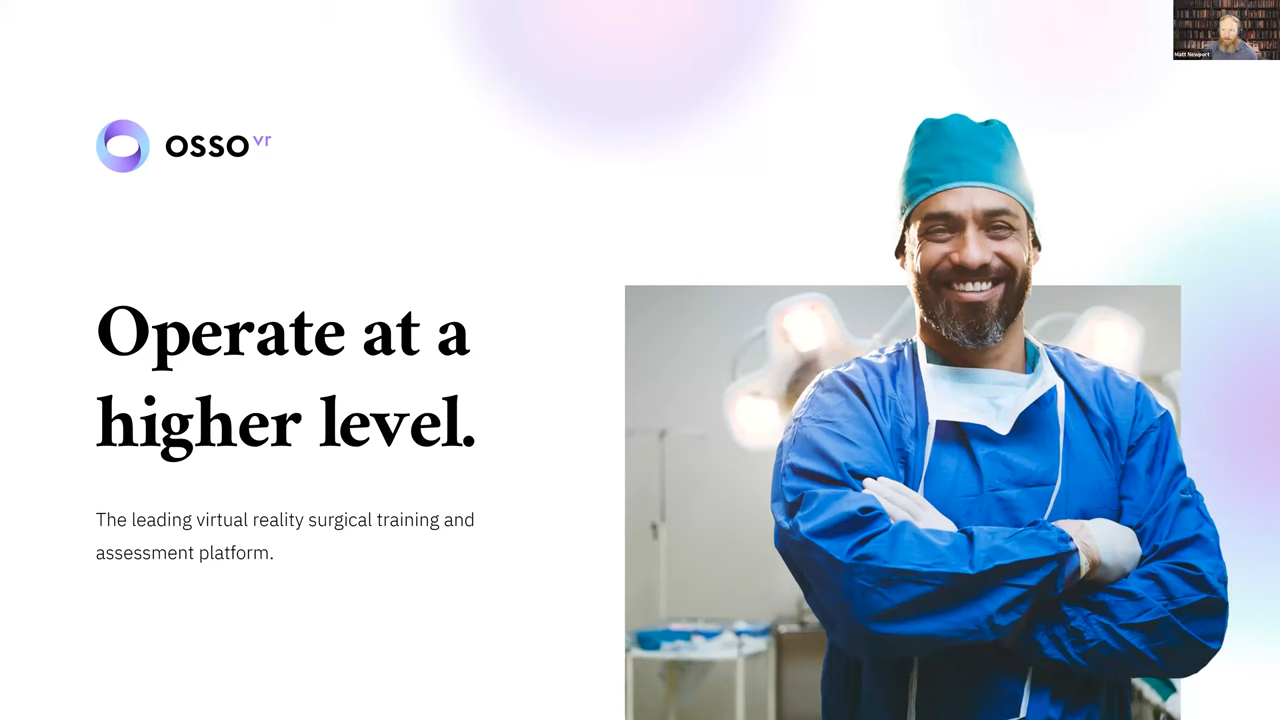 Matt Newport
osso vr
Operate at a
higher level.
The leading virtual reality surgical training and
assessment platform.